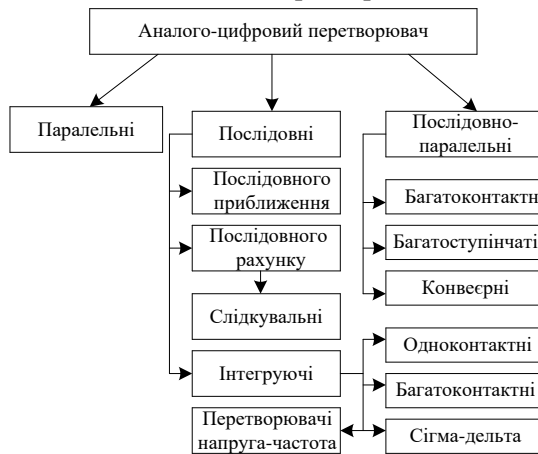 Аналого-цифровий перетворювач
Паралельні
Послідовні
Послідовно-
паралельні
Послідовного
приближення
Послідовного
рахунку
Слідкувальні
Інтегруючі
Перетворювачі
напруга-частота
Багатоконтактн
Багатоступінчаті
Конвеєрні
Одноконтактні
Багатоконтактні
Сігма-дельта